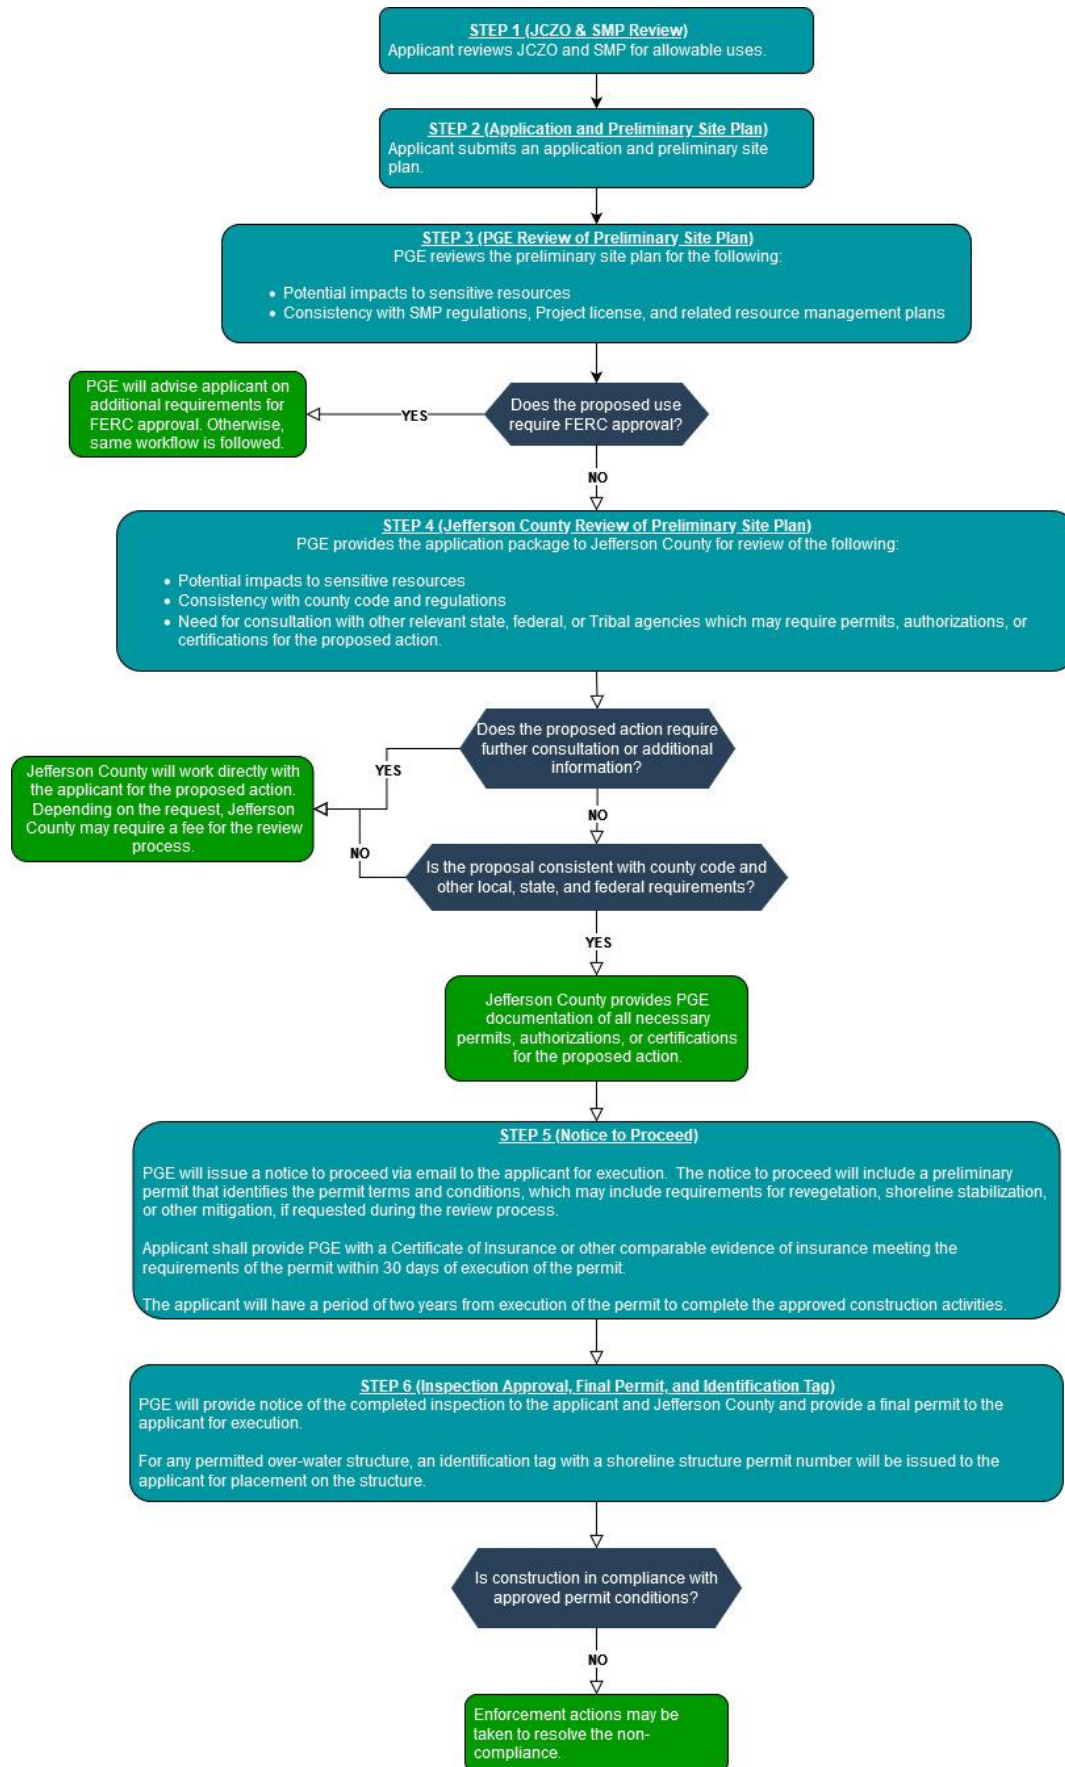 STEP 1 (JCZO & SMP Review)
Applicant reviews JCZO and SMP for allowable uses.
STEP 2 (Application and Preliminary Site Plan)
Applicant submits an application and preliminary site
plan.
STEP 3 (PGE Review of Preliminary Site Plan)
PGE reviews the preliminary site plan for the following:
• Potential impacts to sensitive resources
• Consistency with SMP regulations, Project license, and related resource management plans
Does the proposed use
require FERC approval?
YES
PGE will advise applicant on
additional requirements for
FERC approval. Otherwise,
same workflow is followed.
NO
STEP 4 (Jefferson County Review of Preliminary Site Plan)
PGE provides the application package to Jefferson County for review of the following:
• Potential impacts to sensitive resources
• Consistency with county code and regulations
• Need for consultation with other relevant state, federal, or Tribal agencies which may require permits, authorizations, or
certifications for the proposed action.
Does the proposed action require
further consultation or additional
information?
YES
Jefferson County will work directly with
the applicant for the proposed action.
Depending on the request, Jefferson
County may require a fee for the review
process.
NO
NO
Is the proposal consistent with county code and
other local, state, and federal requirements?
YES
Jefferson County provides PGE
documentation of all necessary
permits, authorizations, or certifications
for the proposed action.
STEP 5 (Notice to Proceed)
PGE will issue a notice to proceed via email to the applicant for execution. The notice to proceed will include a preliminary
permit that identifies the permit terms and conditions, which may include requirements for revegetation, shoreline stabilization,
or other mitigation, if requested during the review process.
Applicant shall provide PGE with a Certificate of Insurance or other comparable evidence of insurance meeting the
requirements of the permit within 30 days of execution of the permit.
The applicant will have a period of two years from execution of the permit to complete the approved construction activities.
STEP 6 (Inspection Approval, Final Permit, and Identification Tag)
PGE will provide notice of the completed inspection to the applicant and Jefferson County and provide a final permit to the
applicant for execution.
For any permitted over-water structure, an identification tag with a shoreline structure permit number will be issued to the
applicant for placement on the structure.
Is construction in compliance with
approved permit conditions?
NO
Enforcement actions may be
taken to resolve the non-
compliance.